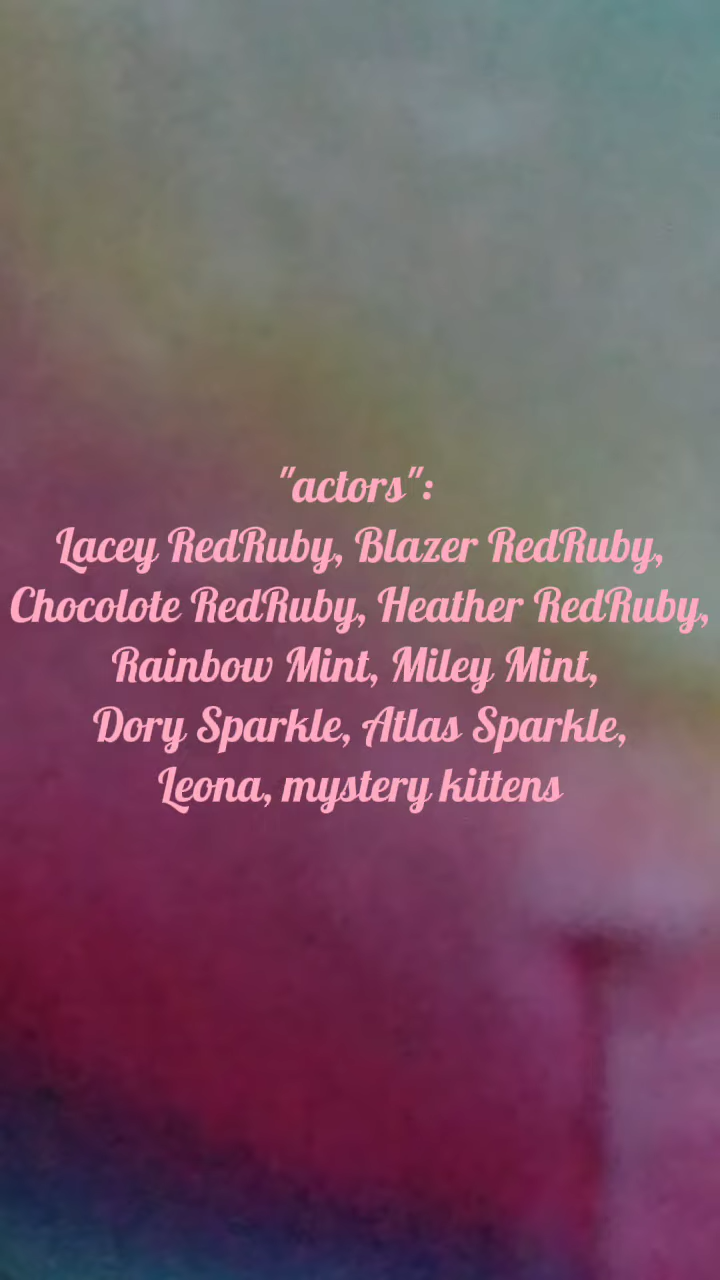 "actors":
Lacey RedRuby, Blazer RedRuby,
Chocolote RedRuby, Heather RedRuby,
Rainbow Mint, Miley Mint,
Dory Sparkle, Atlas Sparkle,
Leona, mystery kittens